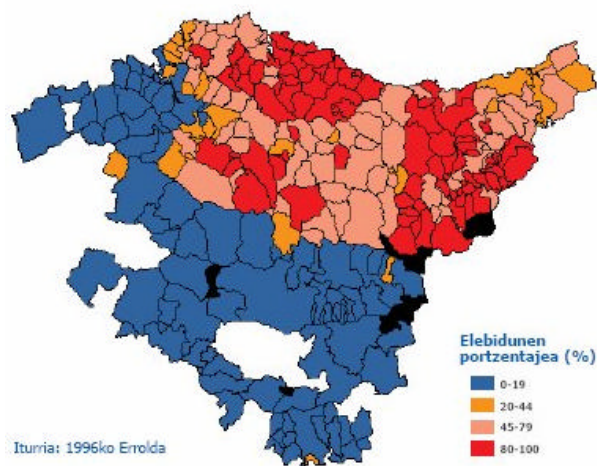 Elebidunen
portzentajea (%)
0-19
20-44
45-79
80-100
Iturria: 1996ko Errolda